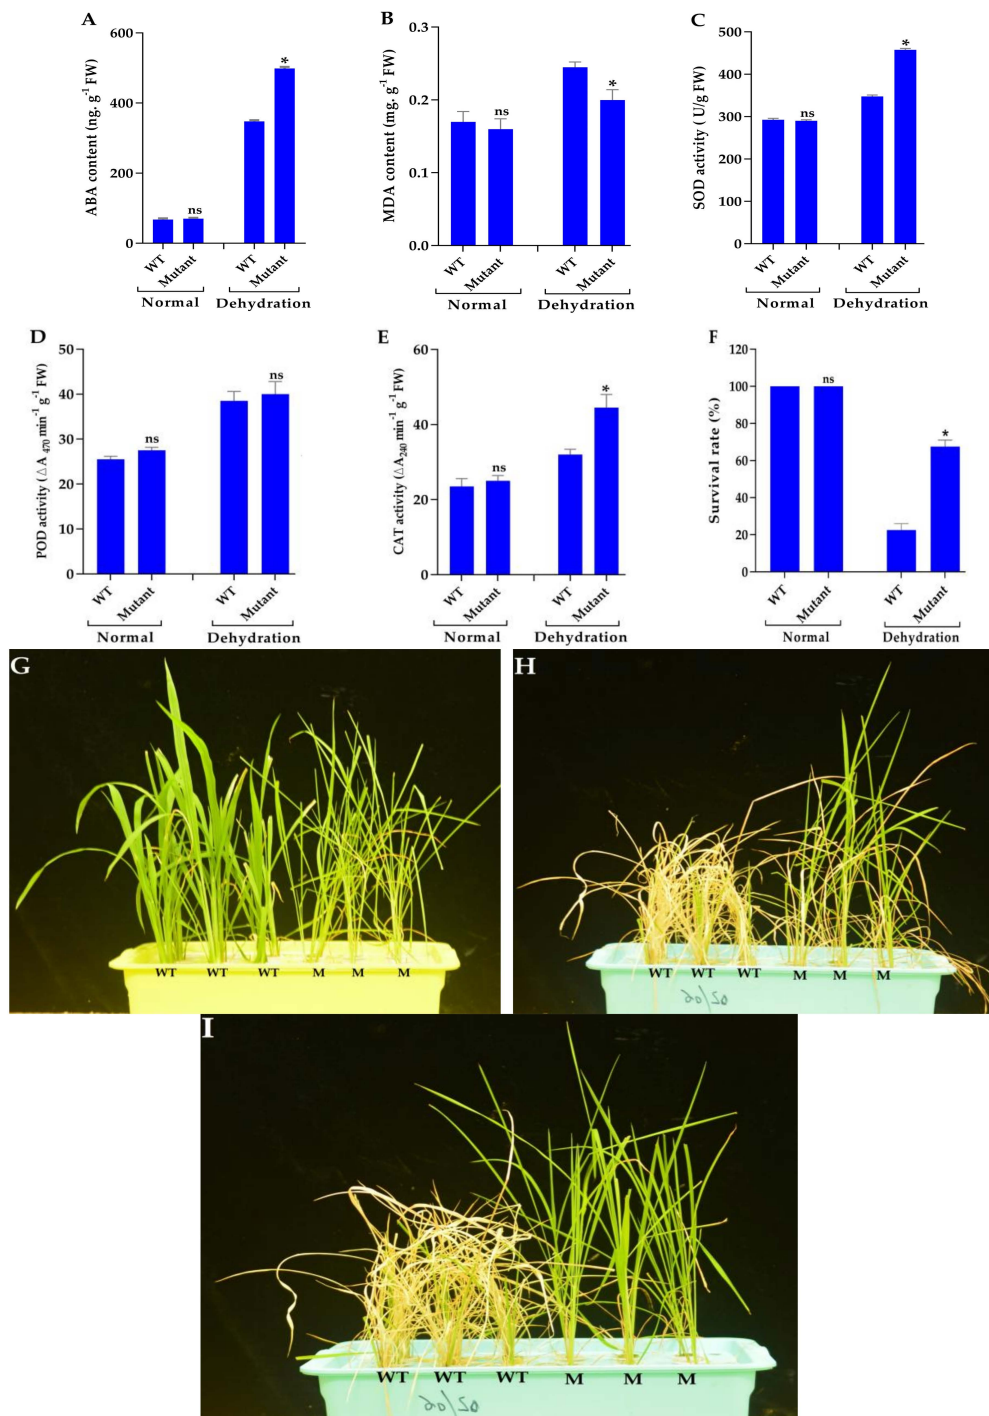 A
ABA content (ng. g-1 FW)
600
400
200
0
ns
*
WT
Mutant
WT
Mutant
Normal
Dehydration
B
MDA content (mg. g-1 FW)
0.3
0.2
0.1
0.0
ns
*
WT
Mutant
WT
Mutant
Normal
Dehydration
C
SOD activity ( U/g FW)
500
400
300
200
100
0
ns
*
WT
Mutant
WT
Mutant
Normal
Dehydration
D
POD activity (△A 470 min-1 g-1 FW)
50
40
30
20
10
0
ns
ns
WT
Mutant
WT
Mutant
Normal
Dehydration
E
CAT activity (△A240 min-1 g-1 FW)
60
40
20
0
ns
*
WT
Mutant
WT
Mutant
Normal
Dehydration
F
Survival rate (%)
120
100
80
60
40
20
0
ns
*
WT
Mutant
WT
Mutant
Normal
Dehydration
G
WT WT WT M M M
H
WT WT WT M M M
02/06
I
WT WT WT M M M
02/06